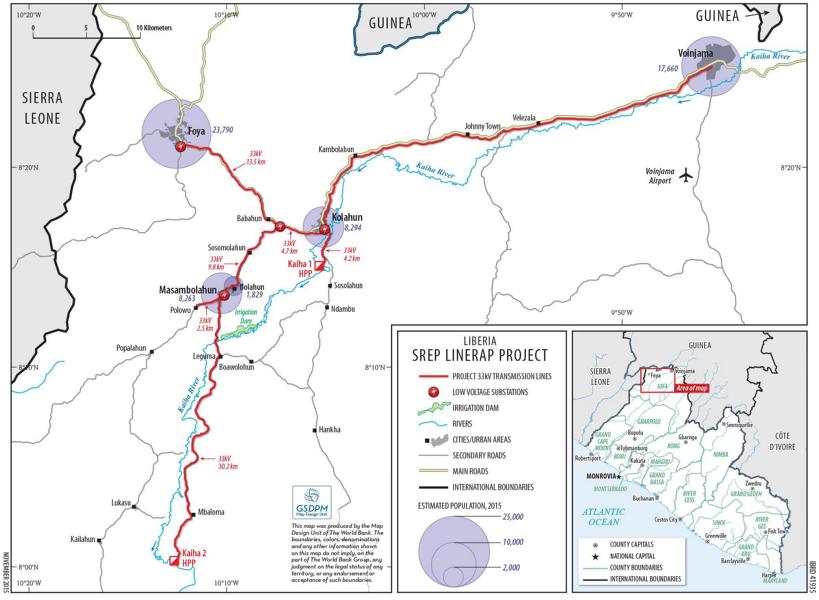 10°20'W
10°10'W
10°00'W
9°50'W
0
5
10 Kilometers
GUINEA
GUINEA
SIERRA
LEONE
Voinjama
17,660
Kaiha River
Foya
23,790
Velezala
Johnny Town
33kV
13.5 km
Kambolahun
Kaiha River
8°20'N
8°20'N
Voinjama
Airport
Babahun
Kolahun
8,294
33kV
4.7 km
33kV
4.2 km
Sosomolahun
33kV
9.8 km
Kaiha 1
HPP
Masambolahun
8,263
Bolahun
1,829
Sosolahun
Polowu
33kV
2.5 km
Irrigation
Dam
Ndambu
9°50'W
Popalahun
Leguma
Boawolohun
8°10'N
8°10'N
Kaiha River
Hankha
33kV
30.2 km
Lukasu
Mbaloma
Kailahun
Kaiha 2
HPP
8°00'N
8°00'N
10°20'W
10°10'W
NOVEMBER 2015
GSDPM
Map Design Unit
This map was produced by the Map
Design Unit of The World Bank. The
boundaries, colors, denominations
and any other information shown
on this map do not imply, on the
part of The World Bank Group, any
judgment on the legal status of any
territory, or any endorsement or
acceptance of such boundaries.
LIBERIA
SREP LINERAP PROJECT
PROJECT 33kV TRANSMISSION LINES
LOW VOLTAGE SUBSTATIONS
IRRIGATION DAM
RIVERS
CITIES/URBAN AREAS
SECONDARY ROADS
MAIN ROADS
INTERNATIONAL BOUNDARIES
ESTIMATED POPULATION, 2015
25,000
10,000
2,000
GUINEA
SIERRA
LEONE
Foya
Voinjama
Area of map
LOFA
GBARPOLU
Sanniquellie
CÔTE
D'IVOIRE
GRAND
CAPE
MOUNT
Bopolu
Gbarnga
BONG
NIMBA
Tubmanburg
BOMI
Robertsport
Kakata
MARGIBI
MONROVIA
MONTSERRADO
GRAND
BASSA
Zwedru
GRAND GEDEH
Buchanan
RIVER
CESS
ATLANTIC
OCEAN
Cestos City
SINOE
RIVER
GEE
Fish Town
Greenville
GRAND
KRU
Barclayville
Harper
MARYLAND
COUNTY CAPITALS
NATIONAL CAPITAL
COUNTY BOUNDARIES
INTERNATIONAL BOUNDARIES
IBRD 41935